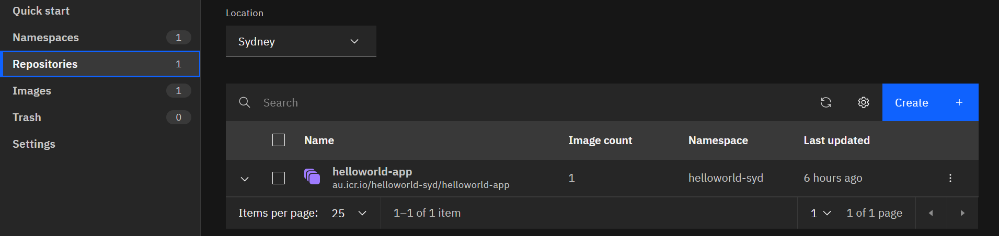 Quick start
Namespaces 1
Repositories 1
Images 1
Trash 0
Settings
Location
Sydney
Search
Create +
Name Image count Namespace Last updated
helloworld-app
au.icr.io/helloworld-syd/helloworld-app
1 helloworld-syd 6 hours ago
Items per page: 25 1–1 of 1 item 1 1 of 1 page